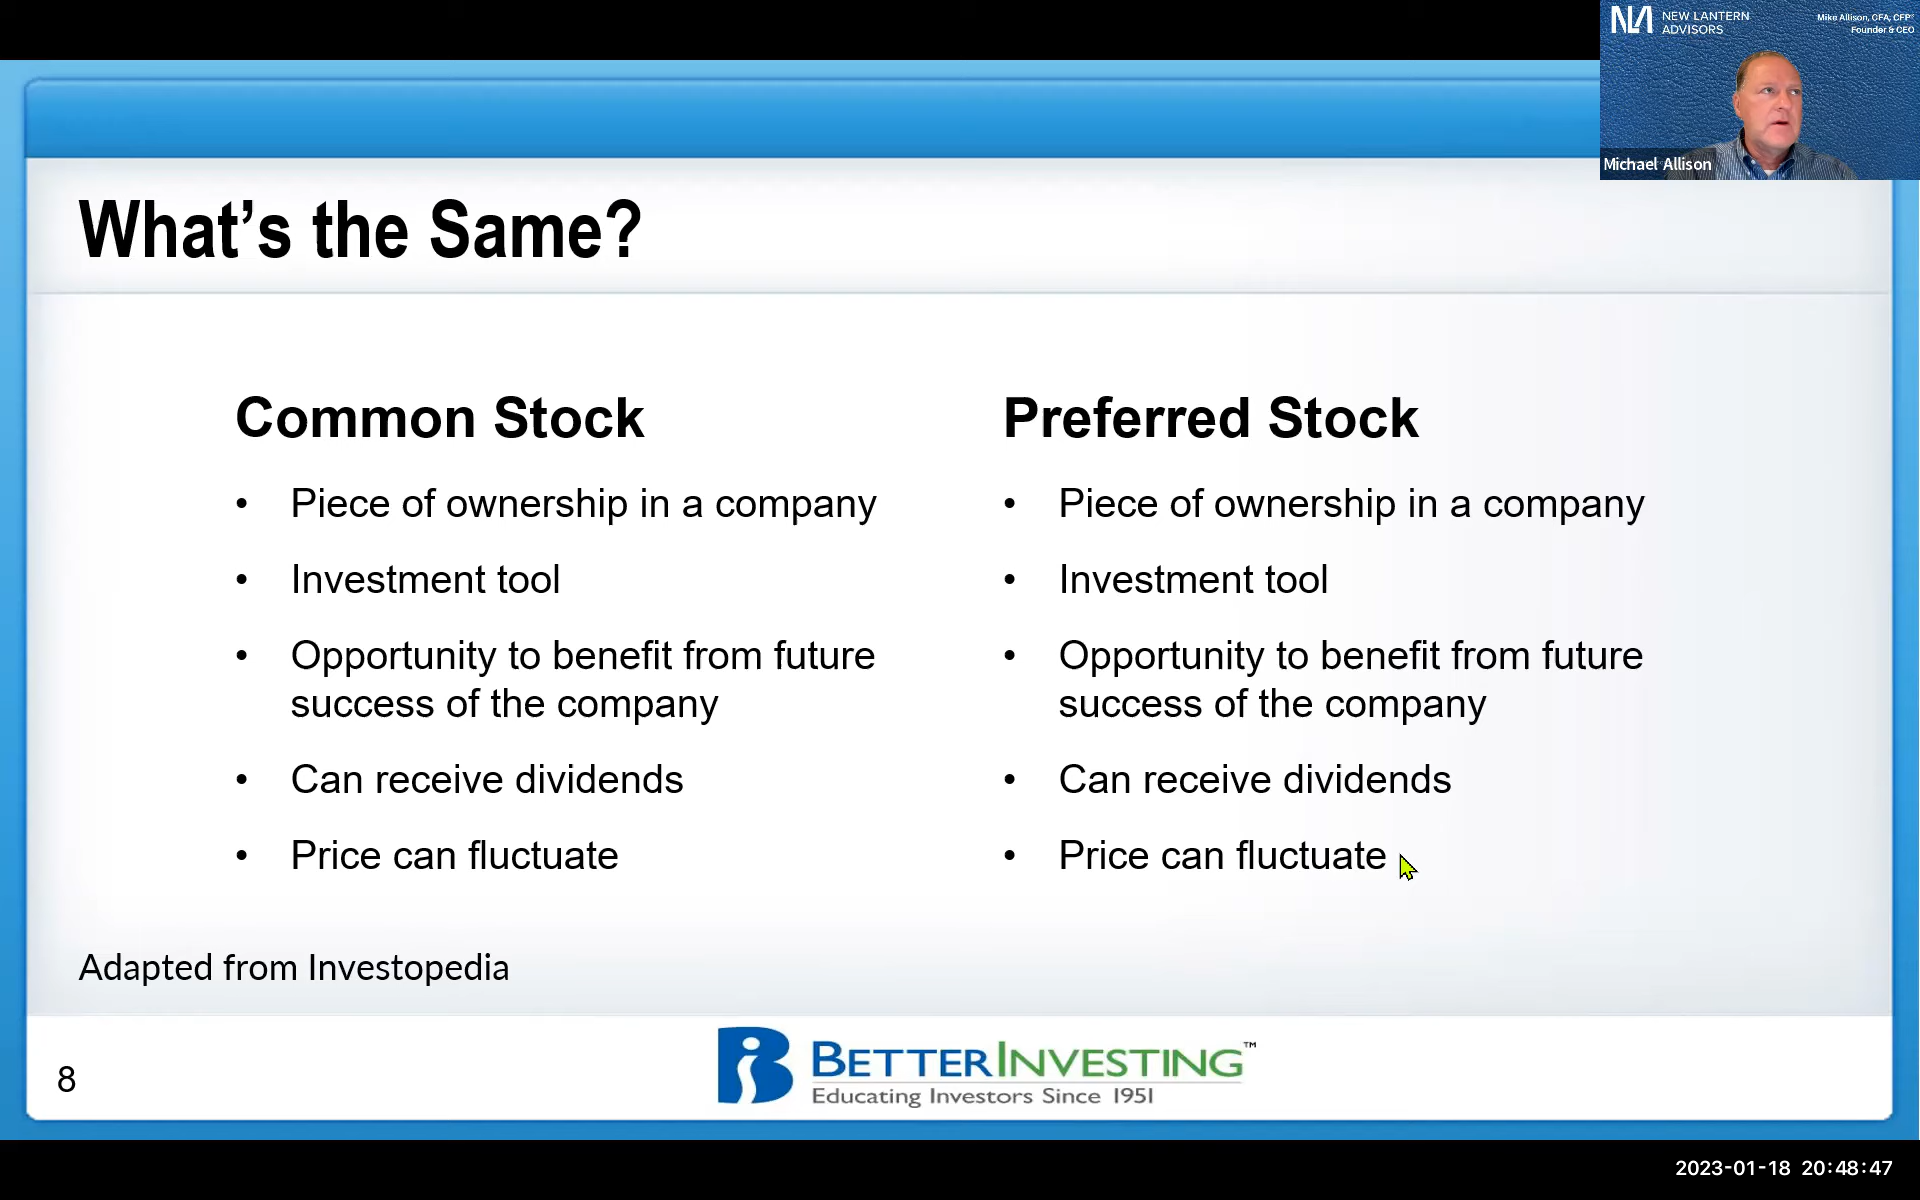 NEW LANTERN
ADVISORS
Mike Allison, CFA, CFP®
Founder & CEO
Michael Allison
What's the Same?
Common Stock
• Piece of ownership in a company
• Investment tool
• Opportunity to benefit from future
success of the company
• Can receive dividends
• Price can fluctuate
Preferred Stock
• Piece of ownership in a company
• Investment tool
• Opportunity to benefit from future
success of the company
• Can receive dividends
• Price can fluctuate
Adapted from Investopedia
8
BETTERINVESTING™
Educating Investors Since 1951
2023-01-18 20:48:47